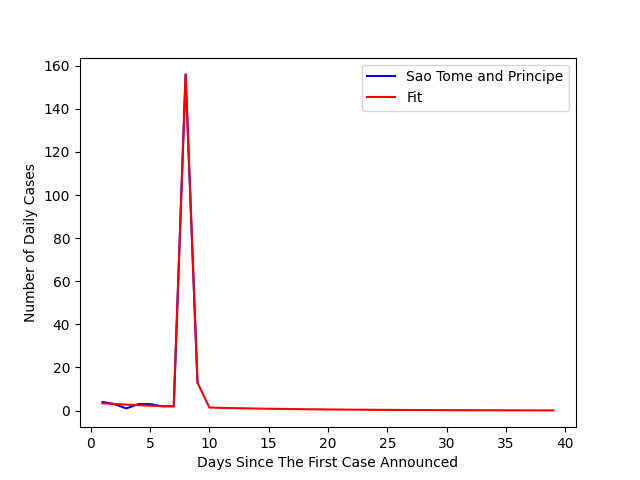 160
140
120
100
80
60
40
20
0
0 5 10 15 20 25 30 35 40
Number of Daily Cases
Days Since The First Case Announced
Sao Tome and Principe
Fit